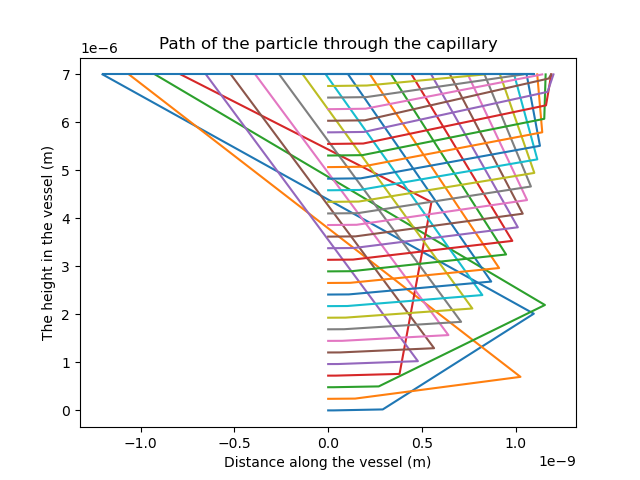 Path of the particle through the capillary
1e−6
7
6
5
4
3
2
1
0
The height in the vessel (m)
−1.0 −0.5 0.0 0.5 1.0
Distance along the vessel (m)
1e−9